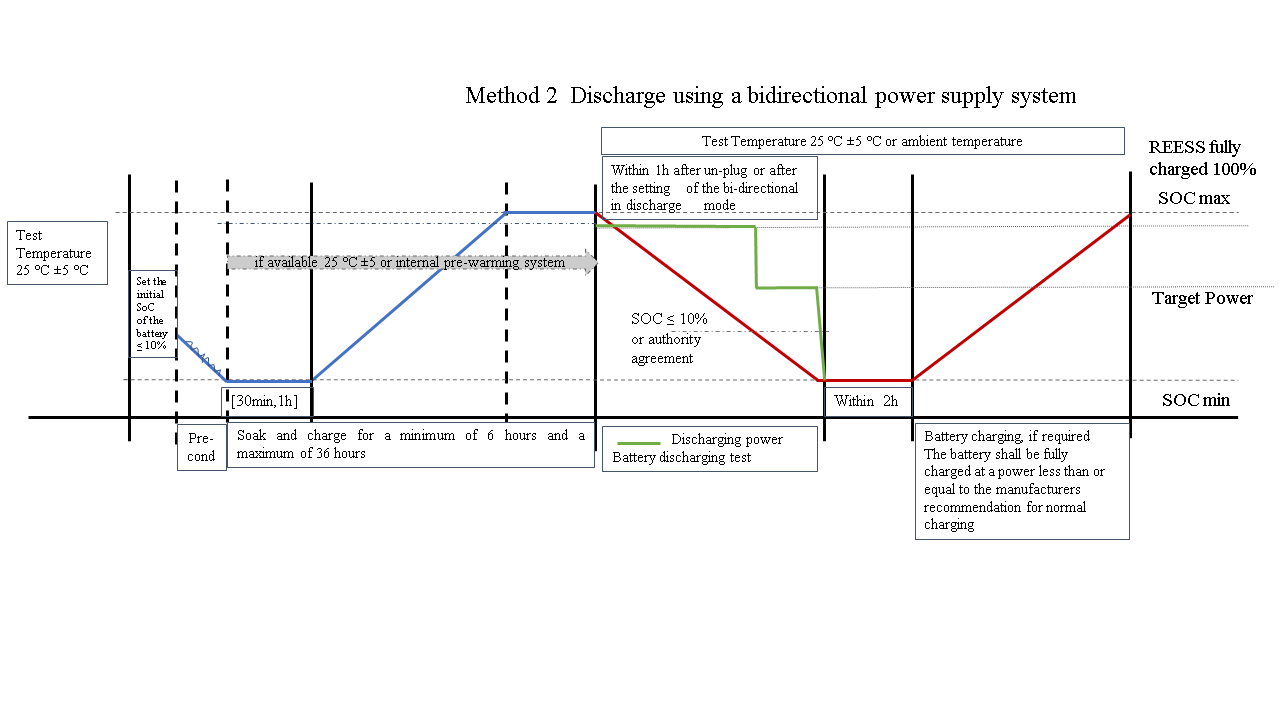 Method 2 Discharge using a bidirectional power supply system
Test Temperature 25 °C ±5 °C or ambient temperature
REESS fully
charged 100%
SOC max
Within 1h after un-plug or after
the setting of the bi-directional
in discharge mode
Test
Temperature
25 °C ±5 °C
if available 25 °C ±5 or internal pre-warming system
Set the
initial
SoC
of the
battery
≤ 10%
Target Power
SOC ≤ 10%
or authority
agreement
[30min,1h]
Within 2h
SOC min
Pre-
cond
Soak and charge for a minimum of 6 hours and a
maximum of 36 hours
Discharging power
Battery discharging test
Battery charging, if required
The battery shall be fully
charged at a power less than or
equal to the manufacturers
recommendation for normal
charging